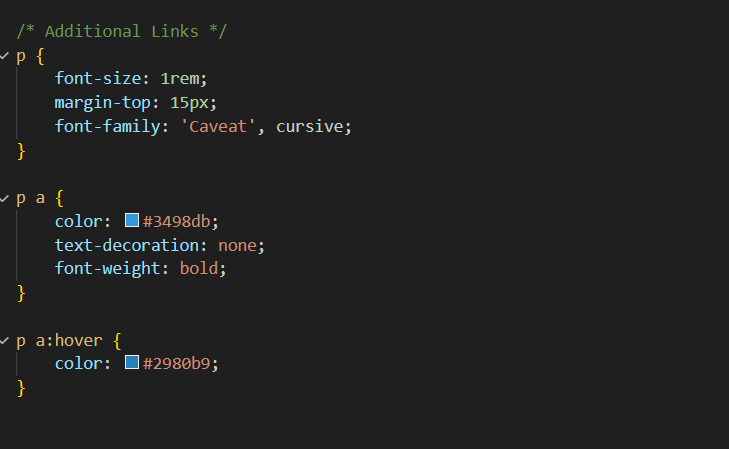 /* Additional Links */
p {
    font-size: 1rem;
    margin-top: 15px;
    font-family: 'Caveat', cursive;
}
p a {
    color: #3498db;
    text-decoration: none;
    font-weight: bold;
}
p a:hover {
    color: #2980b9;
}